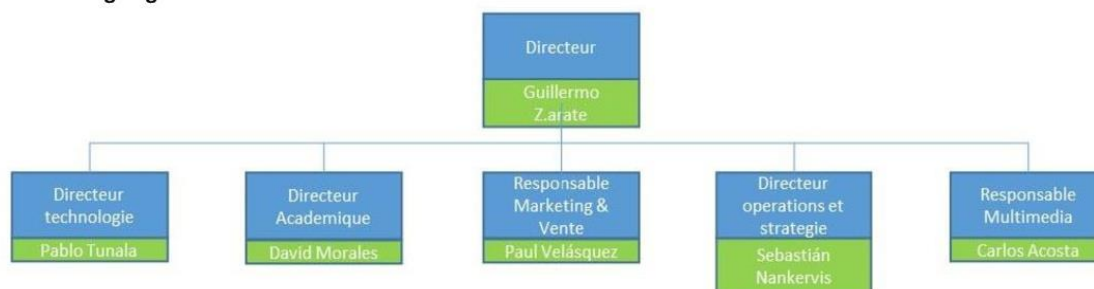 Directeur
Guillermo
Z.arate
Directeur
technologie
Pablo Tunala
Directeur
Academique
David Morales
Responsable
Marketing &
Vente
Paul Velásquez
Directeur
operations et
strategie
Sebastián
Nankervis
Responsable
Multimedia
Carlos Acosta